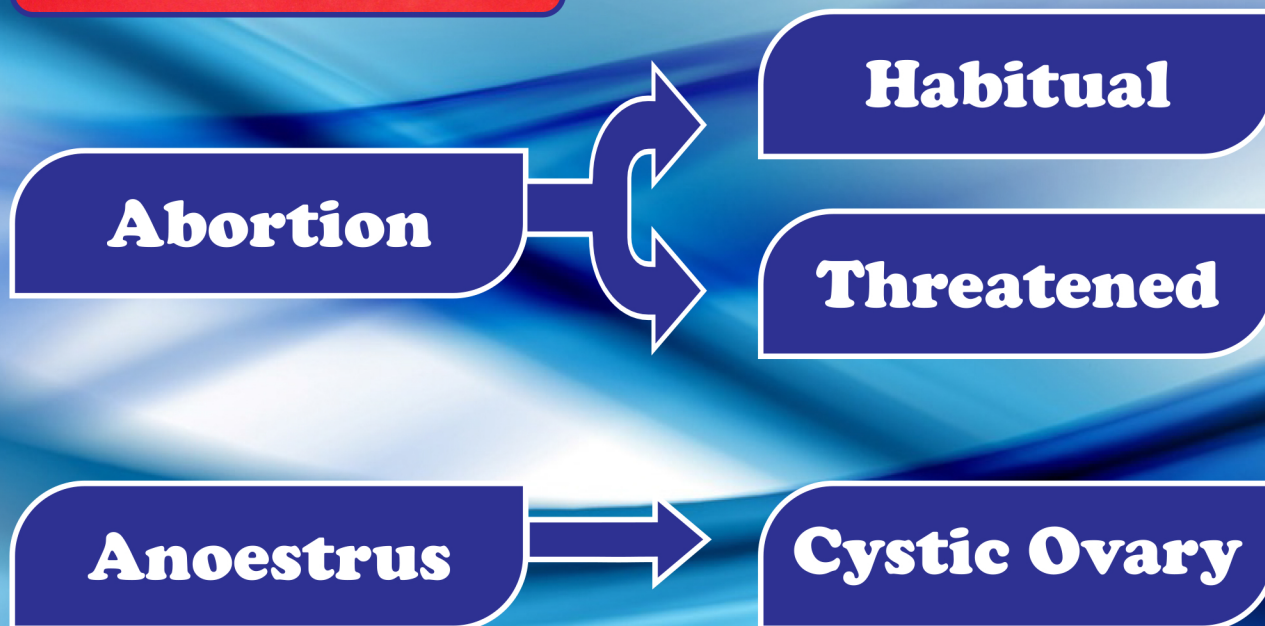 Habitual
Abortion
Threatened
Anoestrus
Cystic Ovary